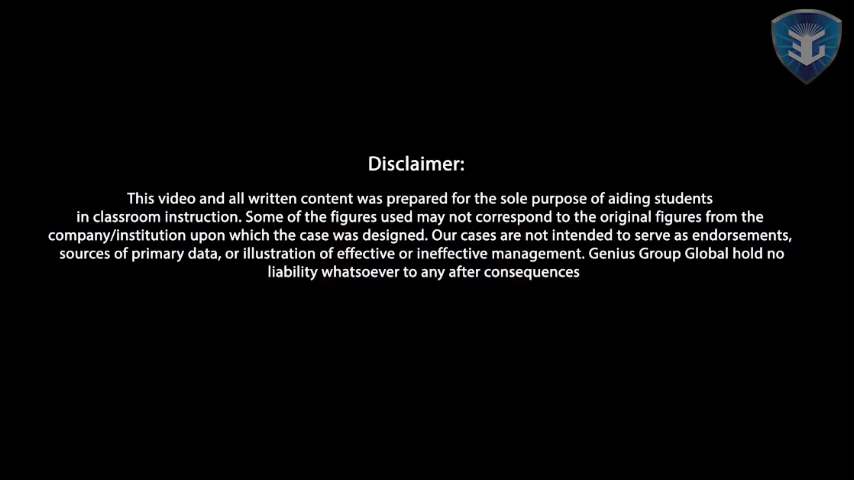 Disclaimer:
This video and all written content was prepared for the sole purpose of aiding students
in classroom instruction. Some of the figures used may not correspond to the original figures from the
company/institution upon which the case was designed. Our cases are not intended to serve as endorsements,
sources of primary data, or illustration of effective or ineffective management. Genius Group Global hold no
liability whatsoever to any after consequences